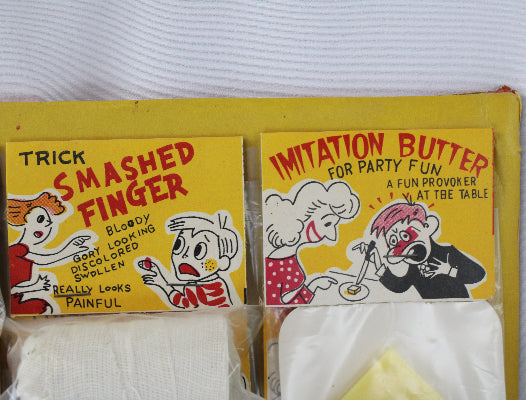 TRICK
SMASHED
FINGER
BLOODY
GORY LOOKING
DISCOLORED
SWOLLEN
REALLY LOOKS
PAINFUL
IMITATION BUTTER
FOR PARTY FUN
A FUN PROVOKER
AT THE TABLE